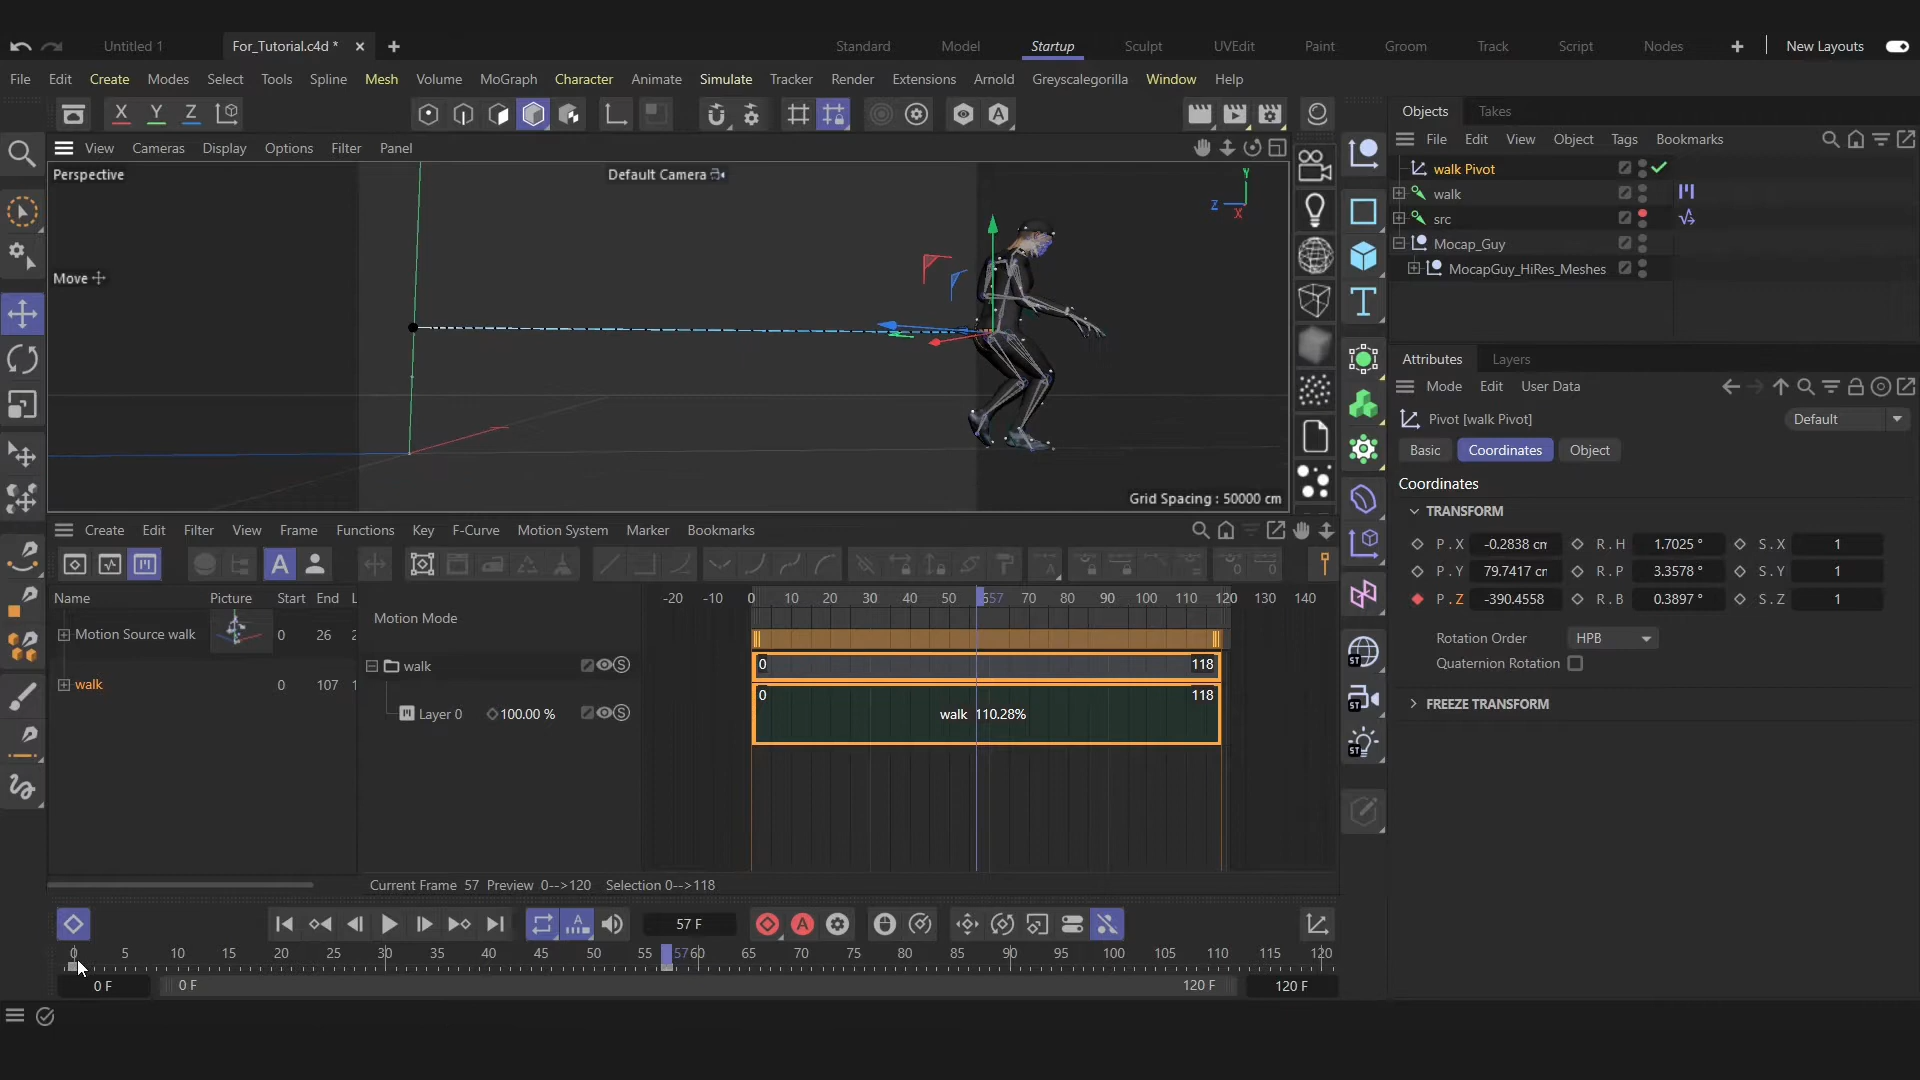 Untitled 1
For_Tutorial.c4d *
Standard
Model
Startup
Sculpt
UVEdit
Paint
Groom
Track
Script
Nodes
New Layouts
File Edit Create Modes Select Tools Spline Mesh Volume MoGraph Character Animate Simulate Tracker Render Extensions Arnold Greyscalegorilla Window Help
X Y Z
View Cameras Display Options Filter Panel
Perspective
Default Camera
Y
Z
X
Move
Grid Spacing : 50000 cm
Objects Takes
File Edit View Object Tags Bookmarks
walk Pivot
walk
src
Mocap_Guy
MocapGuy_HiRes_Meshes
Attributes Layers
Mode Edit User Data
Pivot [walk Pivot]
Default
Basic Coordinates Object
Coordinates
TRANSFORM
P . X -0.2838 cm R . H 1.7025 ° S . X 1
P . Y 79.7417 cm R . P 3.3578 ° S . Y 1
P . Z -390.4558 R . B 0.3897 ° S . Z 1
Rotation Order HPB
Quaternion Rotation
FREEZE TRANSFORM
Create Edit Filter View Frame Functions Key F-Curve Motion System Marker Bookmarks
Name Picture Start End L
Motion Source walk 0 26 2
walk 0 107 1
Motion Mode
-20 -10 0 10 20 30 40 50 57 70 80 90 100 110 120 130 140
walk
0 118
Layer 0 100.00 %
0 118
walk 110.28%
Current Frame 57 Preview 0-->120 Selection 0-->118
57 F
0 5 10 15 20 25 30 35 40 45 50 55 57 60 65 70 75 80 85 90 95 100 105 110 115 120
0 F
0 F
120 F
120 F